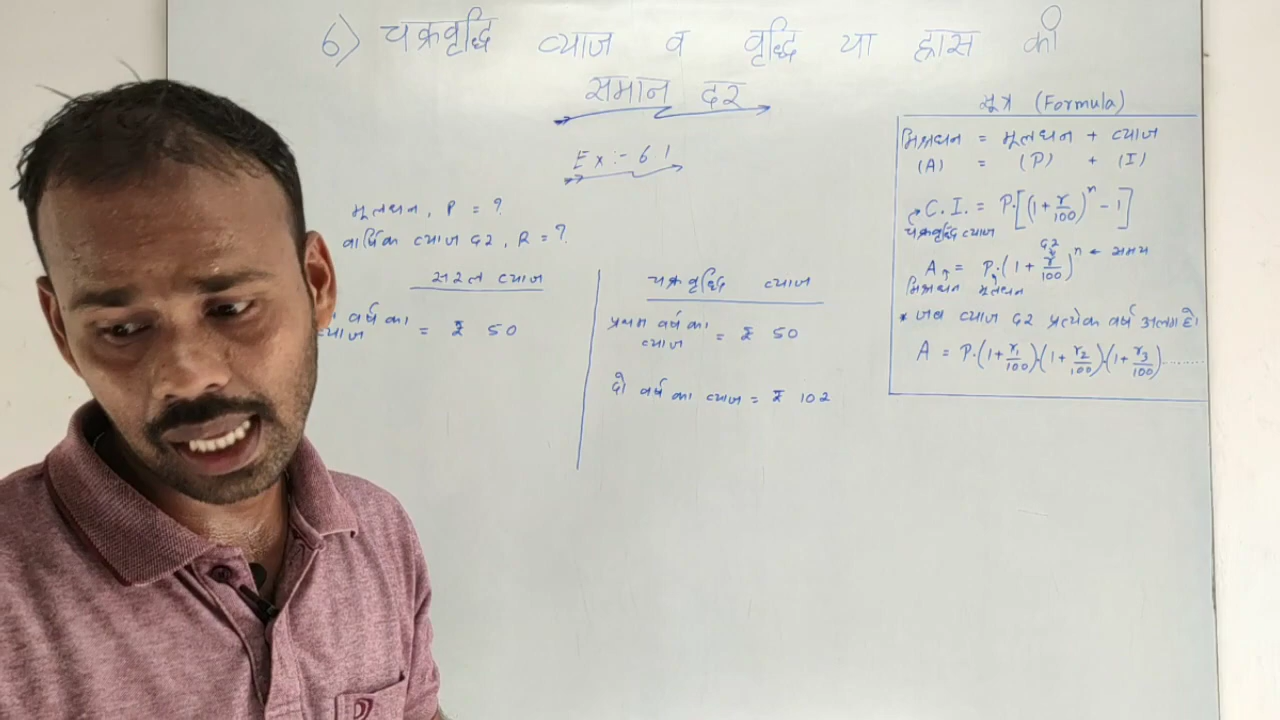 6) चक्रवृद्धि व्याज व वृद्धि या ह्रास की
समान दर
Ex:- 6.1
मूलधन, P = ?
वार्षिक व्याज दर, R = ?
सरल व्याज
वर्ष का
व्याज = ₹ 50
चक्रवृद्धि व्याज
प्रथम वर्ष का
व्याज = ₹ 50
दो वर्ष का व्याज = ₹ 102
सूत्र (Formula)
मिश्रधन = मूलधन + व्याज
(A) = (P) + (I)
C.I. = P.[(1+r/100)^n - 1]
चक्रवृद्धि व्याज
दर
A = P.(1 + r/100)^n ← समय
मिश्रधन मूलधन
* जब व्याज दर प्रत्येक वर्ष अलग हो।
A = P.(1+r₁/100).(1+r₂/100).(1+r₃/100)........